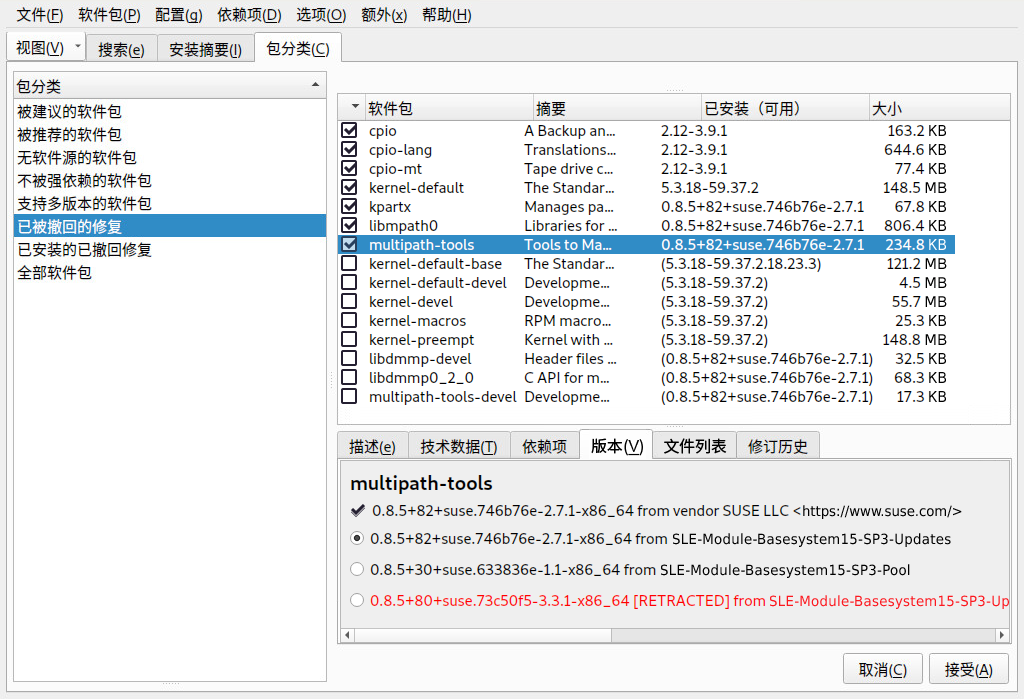 文件(F) 软件包(P) 配置(g) 依赖项(D) 选项(O) 额外(x) 帮助(H)
视图(V) 搜索(e) 安装摘要(I) 包分类(C)
包分类
被建议的软件包
被推荐的软件包
无软件源的软件包
不被强依赖的软件包
支持多版本的软件包
已被撤回的修复
已安装的已撤回修复
全部软件包
软件包 摘要 已安装（可用） 大小
cpio A Backup an... 2.12-3.9.1 163.2 KB
cpio-lang Translations... 2.12-3.9.1 644.6 KB
cpio-mt Tape drive c... 2.12-3.9.1 77.4 KB
kernel-default The Standar... 5.3.18-59.37.2 148.5 MB
kpartx Manages pa... 0.8.5+82+suse.746b76e-2.7.1 67.8 KB
libmpath0 Libraries for ... 0.8.5+82+suse.746b76e-2.7.1 806.4 KB
multipath-tools Tools to Ma... 0.8.5+82+suse.746b76e-2.7.1 234.8 KB
kernel-default-base The Standar... (5.3.18-59.37.2.18.23.3) 121.2 MB
kernel-default-devel Developme... (5.3.18-59.37.2) 4.5 MB
kernel-devel Developme... (5.3.18-59.37.2) 55.7 MB
kernel-macros RPM macro... (5.3.18-59.37.2) 25.3 KB
kernel-preempt Kernel with ... (5.3.18-59.37.2) 148.8 MB
libdmmp-devel Header files ... (0.8.5+82+suse.746b76e-2.7.1) 32.5 KB
libdmmp0_2_0 C API for m... (0.8.5+82+suse.746b76e-2.7.1) 68.3 KB
multipath-tools-devel Developme... (0.8.5+82+suse.746b76e-2.7.1) 17.3 KB
描述(e) 技术数据(T) 依赖项 版本(V) 文件列表 修订历史
multipath-tools
0.8.5+82+suse.746b76e-2.7.1-x86_64 from vendor SUSE LLC <https://www.suse.com/>
0.8.5+82+suse.746b76e-2.7.1-x86_64 from SLE-Module-Basesystem15-SP3-Updates
0.8.5+30+suse.633836e-1.1-x86_64 from SLE-Module-Basesystem15-SP3-Pool
0.8.5+80+suse.73c50f5-3.3.1-x86_64 [RETRACTED] from SLE-Module-Basesystem15-SP3-Up
取消(C) 接受(A)